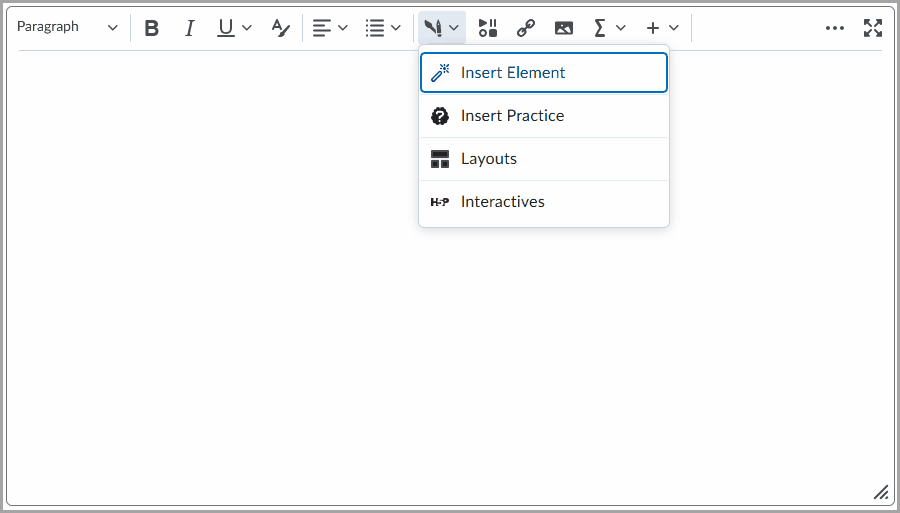 Paragraph
B I U A Σ +
Insert Element
? Insert Practice
Layouts
H-P Interactives